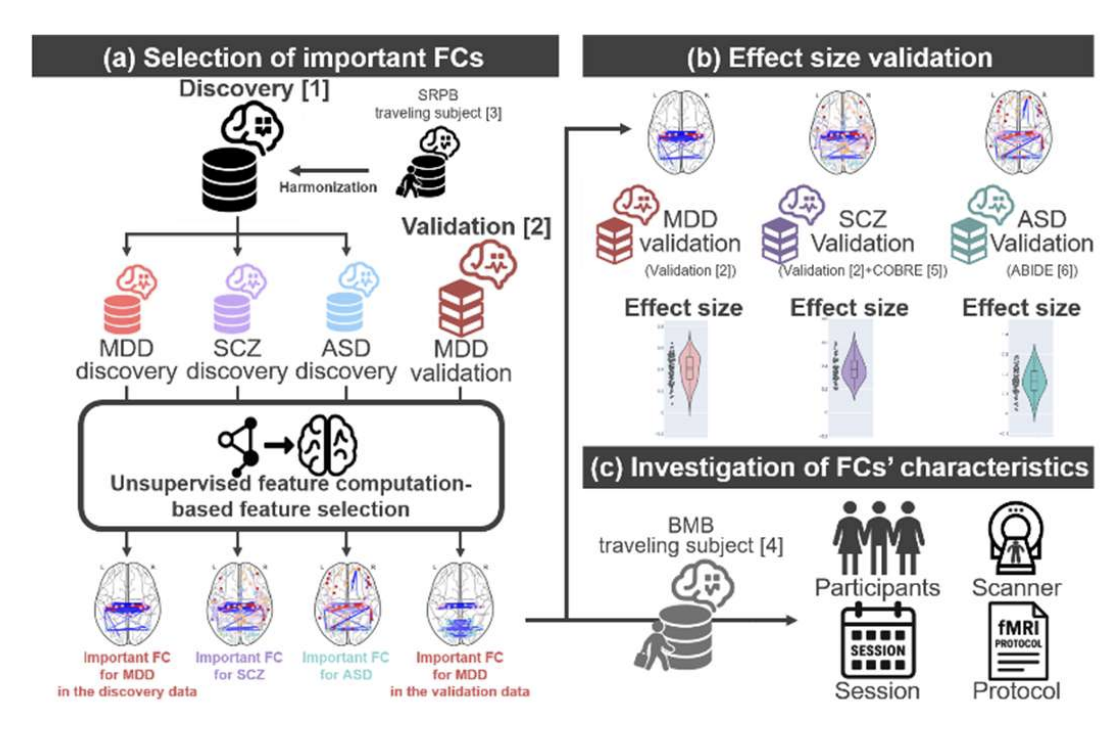 (a) Selection of important FCs
Discovery [1]
SRPB
traveling subject [3]
Harmonization
Validation [2]
MDD
discovery
SCZ
discovery
ASD
discovery
MDD
validation
Unsupervised feature computation-
based feature selection
Important FC
for MDD
in the discovery data
Important FC
for SCZ
Important FC
for ASD
Important FC
for MDD
in the validation data
(b) Effect size validation
L R
L R
L R
MDD
validation
(Validation [2])
SCZ
Validation
(Validation [2]+COBRE [5])
ASD
Validation
(ABIDE [6])
Effect size
Effect size
Effect size
(c) Investigation of FCs' characteristics
BMB
traveling subject [4]
Participants
Scanner
SESSION
Session
fMRI
PROTOCOL
Protocol